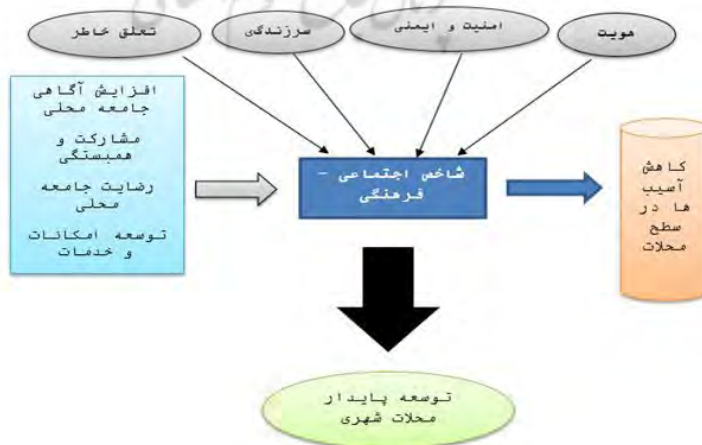 هویت
امنیت و ایمنی
سرزندگی
تعلق خاطر
افزایش آگاهی
جامعه محلی
مشارکت و
همبستگی
رضایت جامعه
محلی
توسعه امکانات
و خدمات
شاخص اجتماعی –
فرهنگی
کاهش
آسیب
ها در
سطح
محلات
توسعه پایدار
محلات شهری